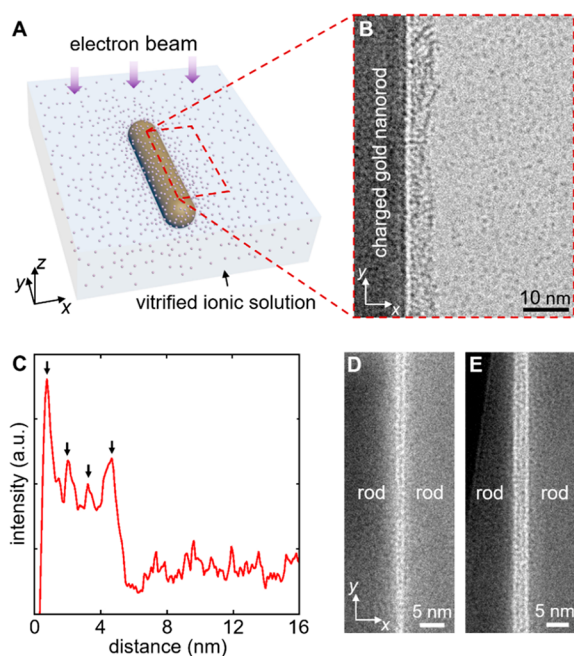 A
electron beam
z
y
x
vitrified ionic solution
B
charged gold nanorod
y
x
10 nm
C
intensity (a.u.)
0
4
8
12
16
distance (nm)
D
rod
rod
y
x
5 nm
E
rod
rod
5 nm